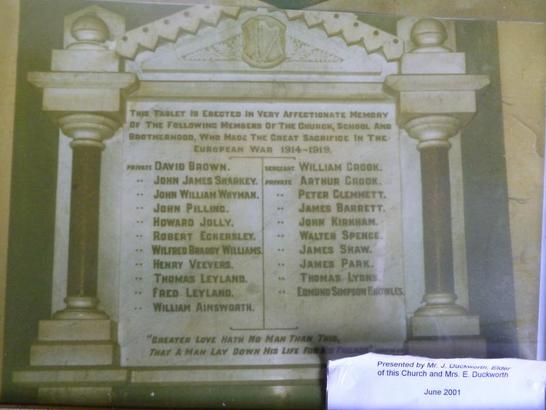 This Tablet Is Erected In Very Affectionate Memory
Of The Following Members Of The Church, School And
Brotherhood, Who Made The Great Sacrifice In The
European War 1914-1919.
Private David Brown.
" John James Sharkey.
" John William Whyman.
" John Pilling.
" Howard Jolly.
" Robert Eckersley.
" Wilfred Braddy Williams.
" Henry Veevers.
" Thomas Leyland.
" Fred Leyland.
" William Ainsworth.
Sergeant William Crook.
Private Arthur Crook.
" Peter Clemmett.
" James Barrett.
" John Kirkham.
" Walter Spence.
" James Shaw.
" James Park.
" Thomas Lyons.
" Edmund Simpson Knowles.
"Greater Love Hath No Man Than This,
That A Man Lay Down His Life For His Friends"
Presented by Mr. J. Duckworth, Elder
of this Church and Mrs. E. Duckworth
June 2001